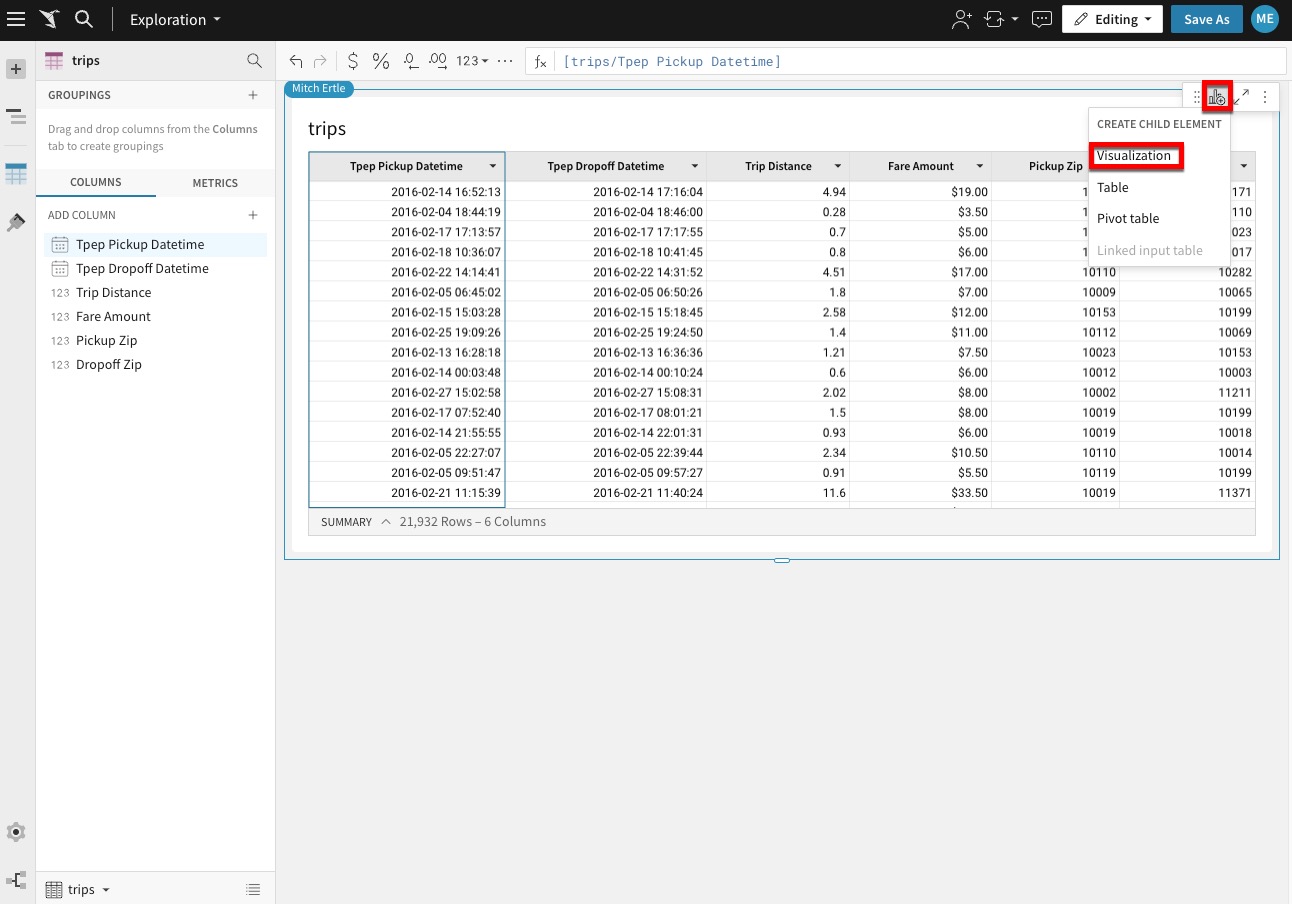 Exploration
Editing
Save As
ME
trips
123
fx
[trips/Tpep Pickup Datetime]
GROUPINGS
Drag and drop columns from the Columns
tab to create groupings
COLUMNS METRICS
ADD COLUMN
Tpep Pickup Datetime
Tpep Dropoff Datetime
123 Trip Distance
123 Fare Amount
123 Pickup Zip
123 Dropoff Zip
trips
Mitch Ertle
trips
CREATE CHILD ELEMENT
Visualization
Table
Pivot table
Linked input table
Tpep Pickup Datetime Tpep Dropoff Datetime Trip Distance Fare Amount Pickup Zip
2016-02-14 16:52:13 2016-02-14 17:16:04 4.94 $19.00 1 171
2016-02-04 18:44:19 2016-02-04 18:46:00 0.28 $3.50 1 110
2016-02-17 17:13:57 2016-02-17 17:17:55 0.7 $5.00 1 023
2016-02-18 10:36:07 2016-02-18 10:41:45 0.8 $6.00 1 017
2016-02-22 14:14:41 2016-02-22 14:31:52 4.51 $17.00 10110 10282
2016-02-05 06:45:02 2016-02-05 06:50:26 1.8 $7.00 10009 10065
2016-02-15 15:03:28 2016-02-15 15:18:45 2.58 $12.00 10153 10199
2016-02-25 19:09:26 2016-02-25 19:24:50 1.4 $11.00 10112 10069
2016-02-13 16:28:18 2016-02-13 16:36:36 1.21 $7.50 10023 10153
2016-02-14 00:03:48 2016-02-14 00:10:24 0.6 $6.00 10012 10003
2016-02-27 15:02:58 2016-02-27 15:08:31 2.02 $8.00 10002 11211
2016-02-17 07:52:40 2016-02-17 08:01:21 1.5 $8.00 10019 10199
2016-02-14 21:55:55 2016-02-14 22:01:31 0.93 $6.00 10019 10018
2016-02-05 22:27:07 2016-02-05 22:39:44 2.34 $10.50 10110 10014
2016-02-05 09:51:47 2016-02-05 09:57:27 0.91 $5.50 10119 10199
2016-02-21 11:15:39 2016-02-21 11:40:24 11.6 $33.50 10019 11371
SUMMARY 21,932 Rows – 6 Columns